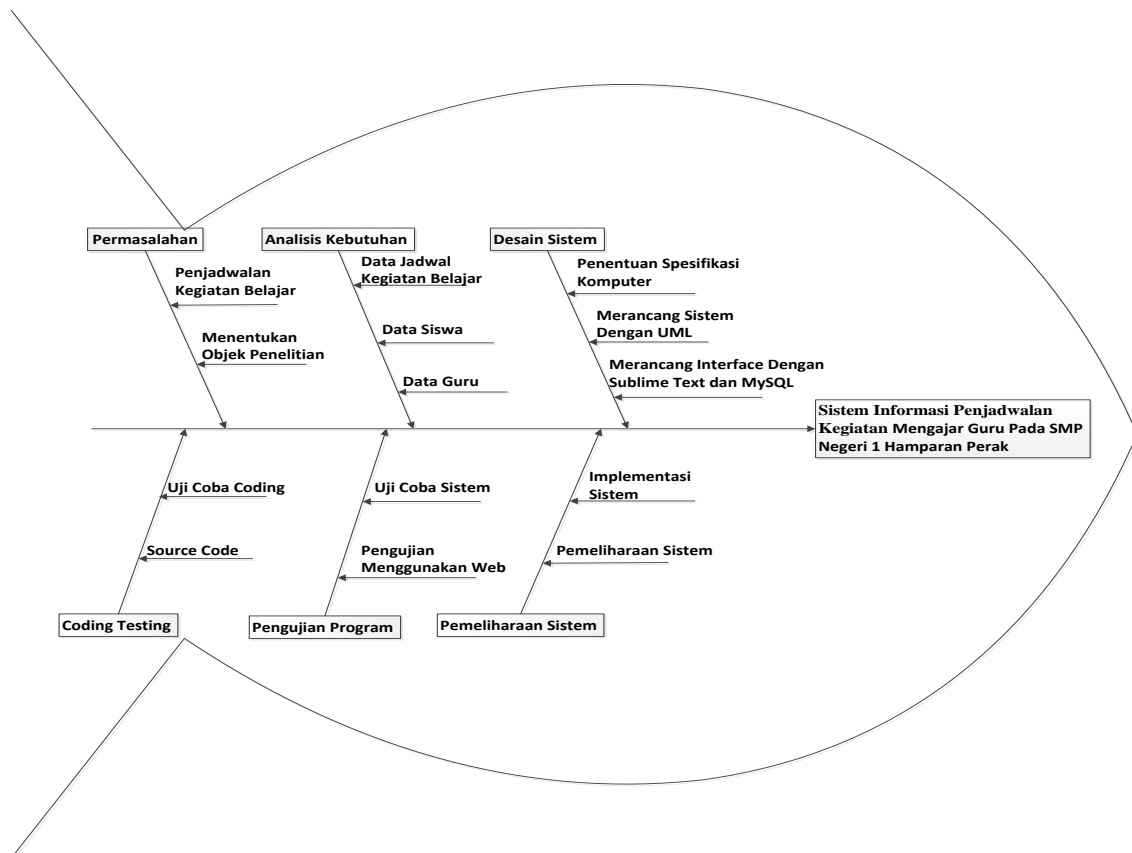 Permasalahan
Penjadwalan
Kegiatan Belajar
Menentukan
Objek Penelitian
Analisis Kebutuhan
Data Jadwal
Kegiatan Belajar
Data Siswa
Data Guru
Desain Sistem
Penentuan Spesifikasi
Komputer
Merancang Sistem
Dengan UML
Merancang Interface Dengan
Sublime Text dan MySQL
Sistem Informasi Penjadwalan
Kegiatan Mengajar Guru Pada SMP
Negeri 1 Hamparan Perak
Uji Coba Coding
Source Code
Coding Testing
Uji Coba Sistem
Pengujian
Menggunakan Web
Pengujian Program
Implementasi
Sistem
Pemeliharaan Sistem
Pemeliharaan Sistem